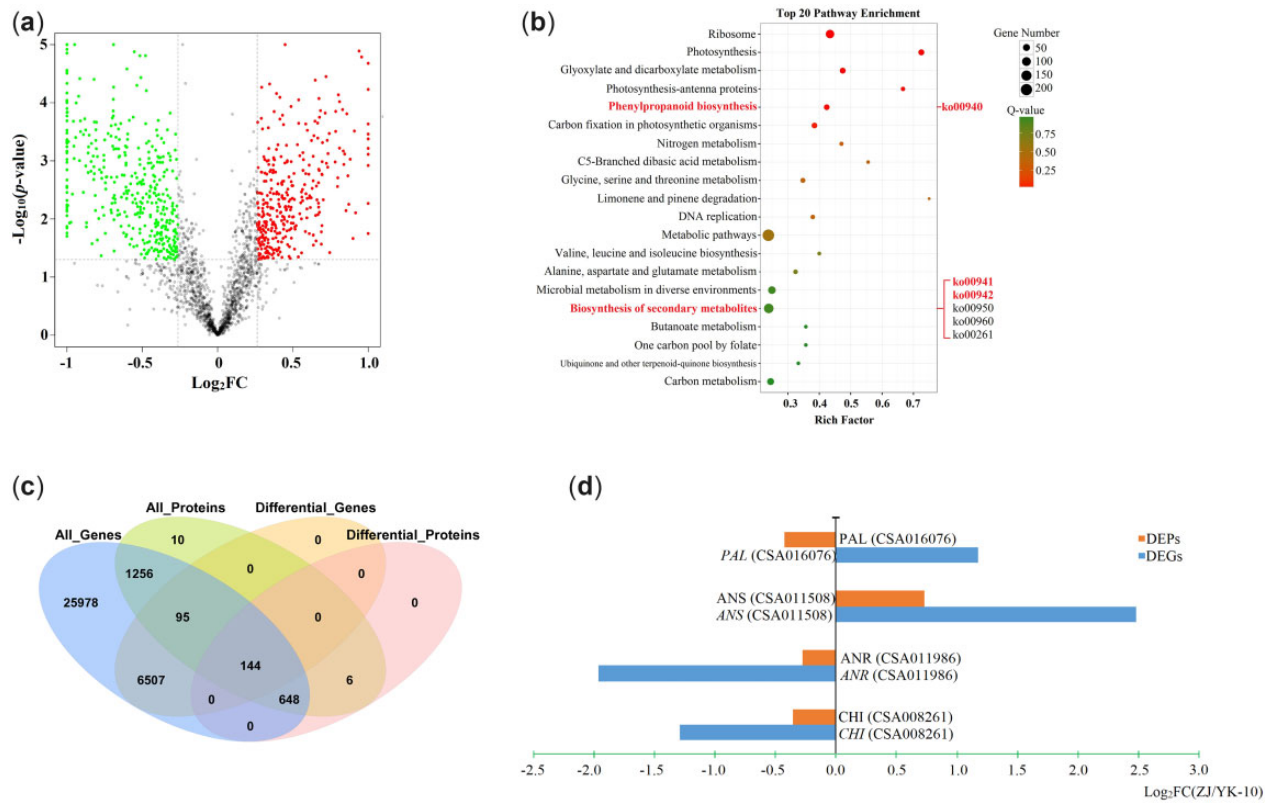 (a)
5
4
3
2
1
0
-Log10(p-value)
-1
-0.5
0
0.5
1.0
Log2FC
(b)
Top 20 Pathway Enrichment
Ribosome
Photosynthesis
Glyoxylate and dicarboxylate metabolism
Photosynthesis-antenna proteins
Phenylpropanoid biosynthesis
Carbon fixation in photosynthetic organisms
Nitrogen metabolism
C5-Branched dibasic acid metabolism
Glycine, serine and threonine metabolism
Limonene and pinene degradation
DNA replication
Metabolic pathways
Valine, leucine and isoleucine biosynthesis
Alanine, aspartate and glutamate metabolism
Microbial metabolism in diverse environments
Biosynthesis of secondary metabolites
Butanoate metabolism
One carbon pool by folate
Ubiquinone and other terpenoid-quinone biosynthesis
Carbon metabolism
0.3
0.4
0.5
0.6
0.7
Rich Factor
Gene Number
50
100
150
200
Q-value
0.75
0.50
0.25
ko00940
ko00941
ko00942
ko00950
ko00960
ko00261
(c)
All_Genes
All_Proteins
Differential_Genes
Differential_Proteins
10
0
1256
0
0
25978
95
0
0
144
6507
0
648
6
0
(d)
PAL (CSA016076)
PAL (CSA016076)
ANS (CSA011508)
ANS (CSA011508)
ANR (CSA011986)
ANR (CSA011986)
CHI (CSA008261)
CHI (CSA008261)
DEPs
DEGs
-2.5
-2.0
-1.5
-1.0
-0.5
0.0
0.5
1.0
1.5
2.0
2.5
3.0
Log2FC(ZJ/YK-10)